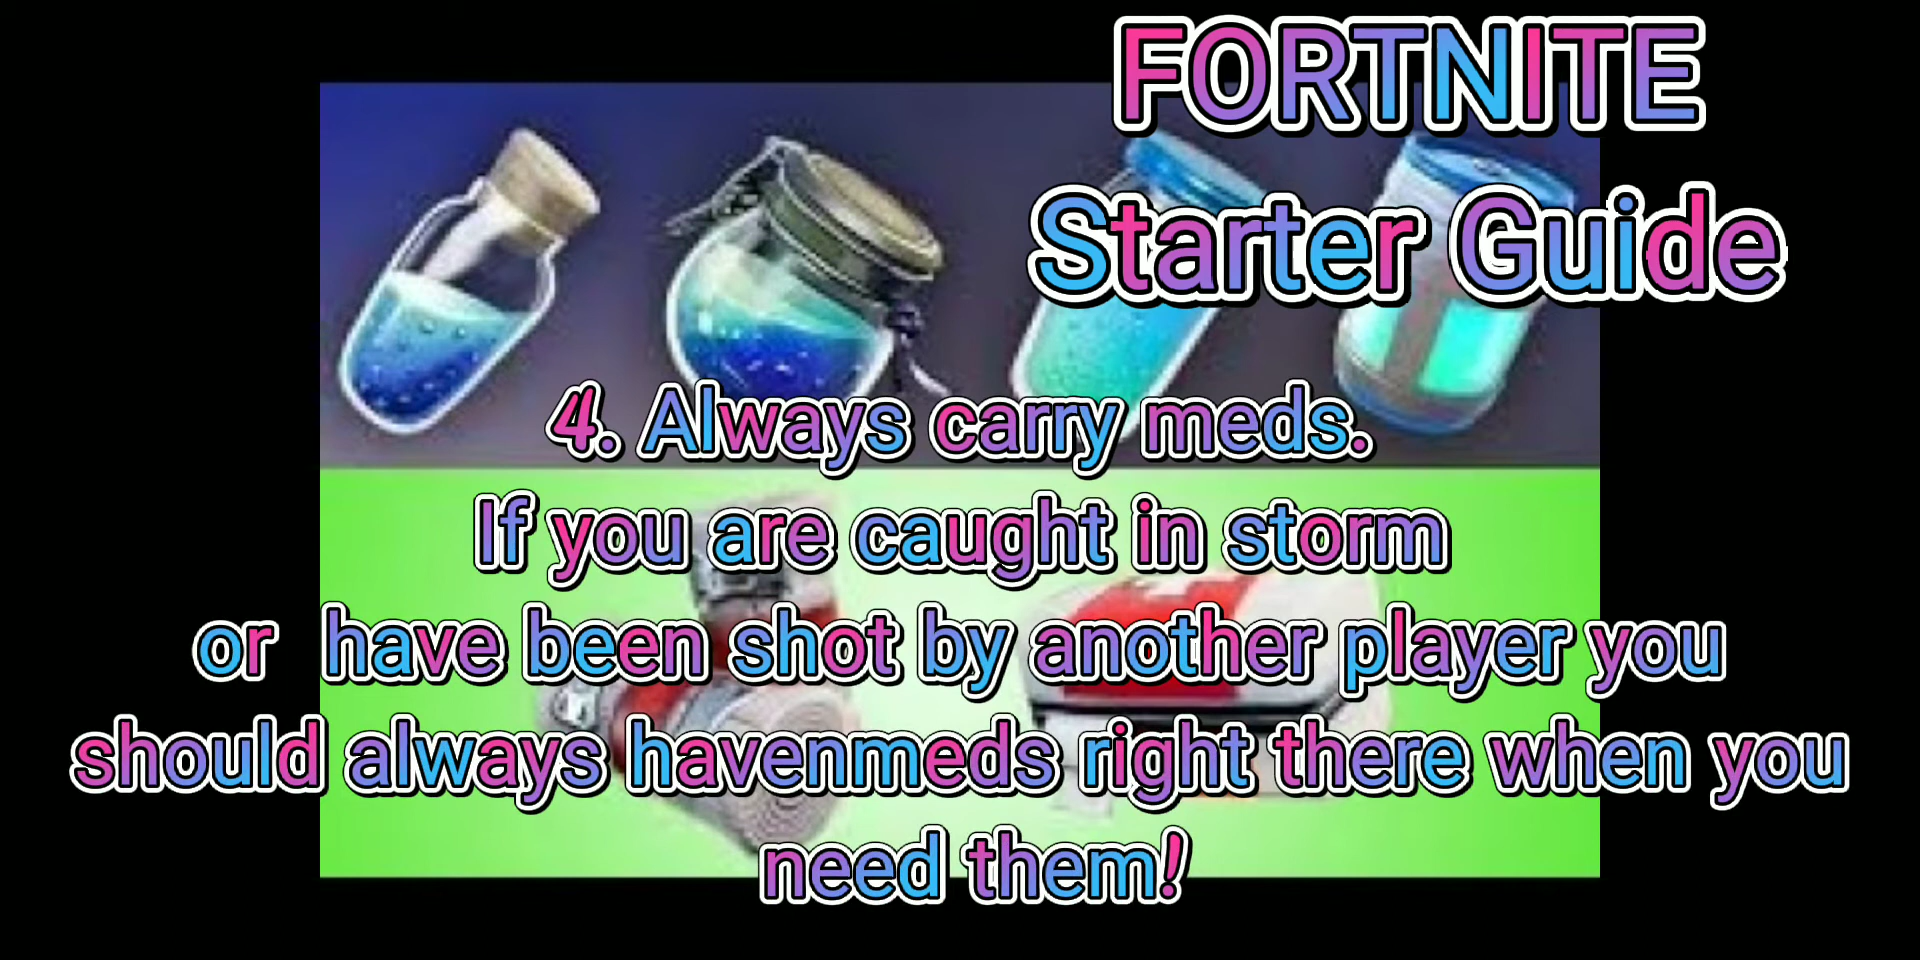 FORTNITE
Starter Guide
4. Always carry meds.
If you are caught in storm
or have been shot by another player you
should always havenmeds right there when you
need them!